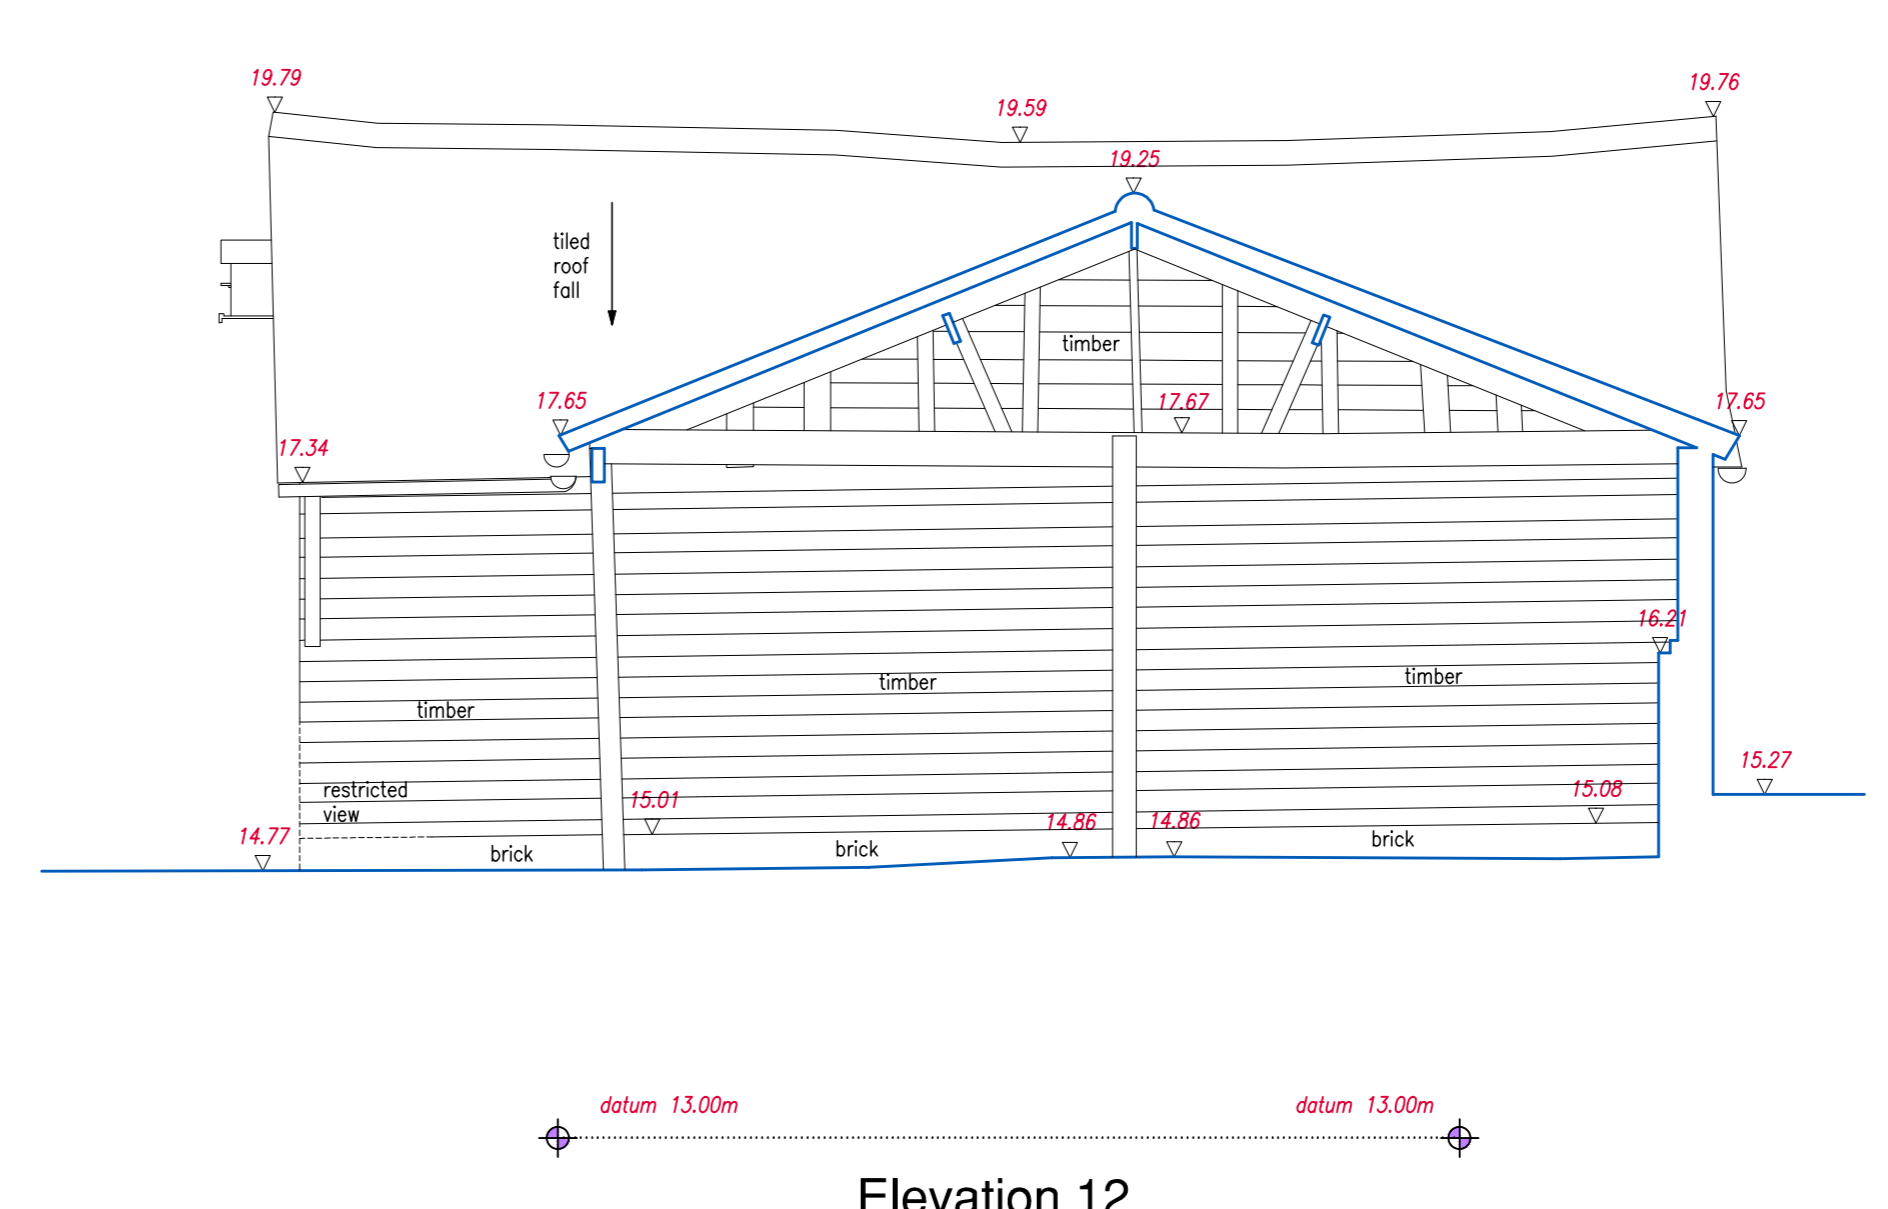 19.79
19.76
19.59
19.25
tiled
roof
fall
timber
17.65
17.67
17.65
17.34
16.21
timber
timber
timber
15.27
restricted
view
15.01
15.08
14.77
14.86
14.86
brick
brick
brick
datum 13.00m
datum 13.00m
Elevation 12